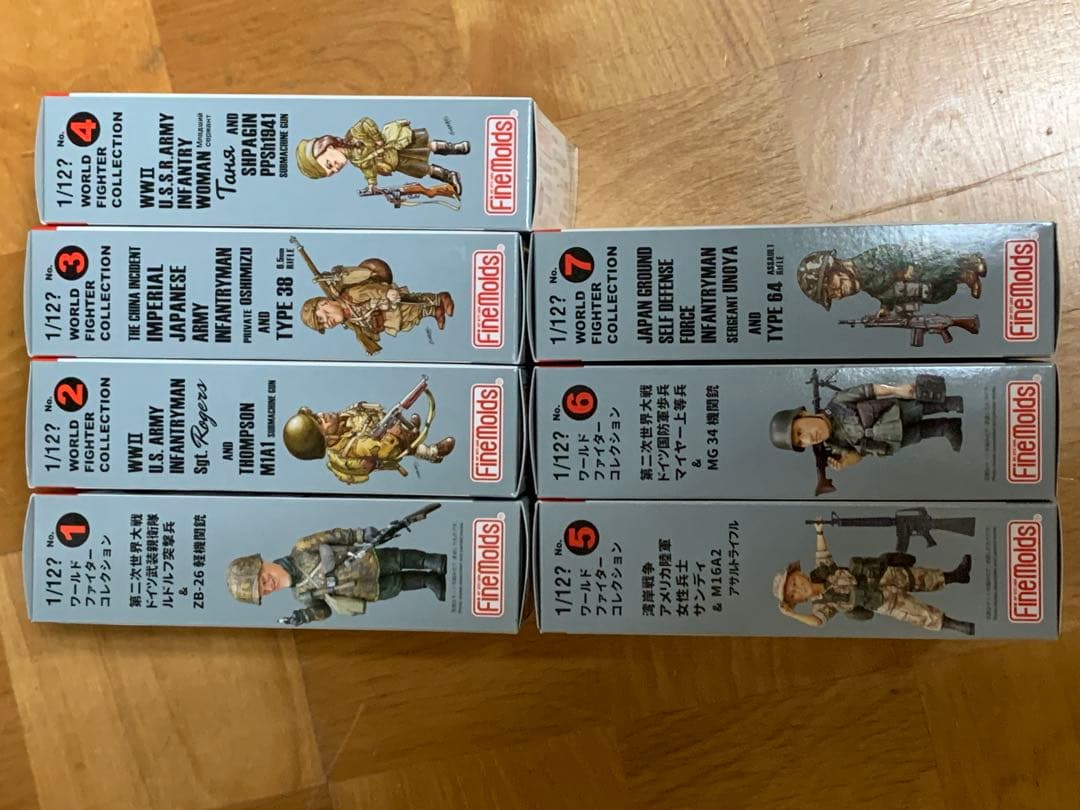 1/12? No. 1
ワールド
ファイター
コレクション
第二次世界大戦
ドイツ武装親衛隊
ルドルフ突撃兵
&
ZB-26 軽機関銃
FineMolds
1/12? No. 2
WORLD
FIGHTER
COLLECTION
WWII
U.S. ARMY
INFANTRYMAN
Sgt. Rogers
AND
THOMPSON
M1A1 SUBMACHINE GUN
FineMolds
1/12? No. 3
WORLD
FIGHTER
COLLECTION
THE CHINA INCIDENT
IMPERIAL
JAPANESE
ARMY
INFANTRYMAN
PRIVATE OSHIMIZU
AND
TYPE 38 6.5mm RIFLE
FineMolds
1/12? No. 4
WORLD
FIGHTER
COLLECTION
WWII
U.S.S.R. ARMY
INFANTRY
WOMAN Младший сержант
Таня AND
SHPAGIN
PPSh1941
SUBMACHINE GUN
FineMolds
1/12? No. 5
ワールド
ファイター
コレクション
湾岸戦争
アメリカ陸軍
女性兵士
サンディ
& M16A2
アサルトライフル
FineMolds
1/12? No. 6
ワールド
ファイター
コレクション
第二次世界大戦
ドイツ国防軍歩兵
マイヤー上等兵
&
MG 34 機関銃
FineMolds
1/12? No. 7
WORLD
FIGHTER
COLLECTION
JAPAN GROUND
SELF DEFENSE
FORCE
INFANTRYMAN
SERGEANT UNOYA
AND
TYPE 64 ASSAULT RIFLE
FineMolds